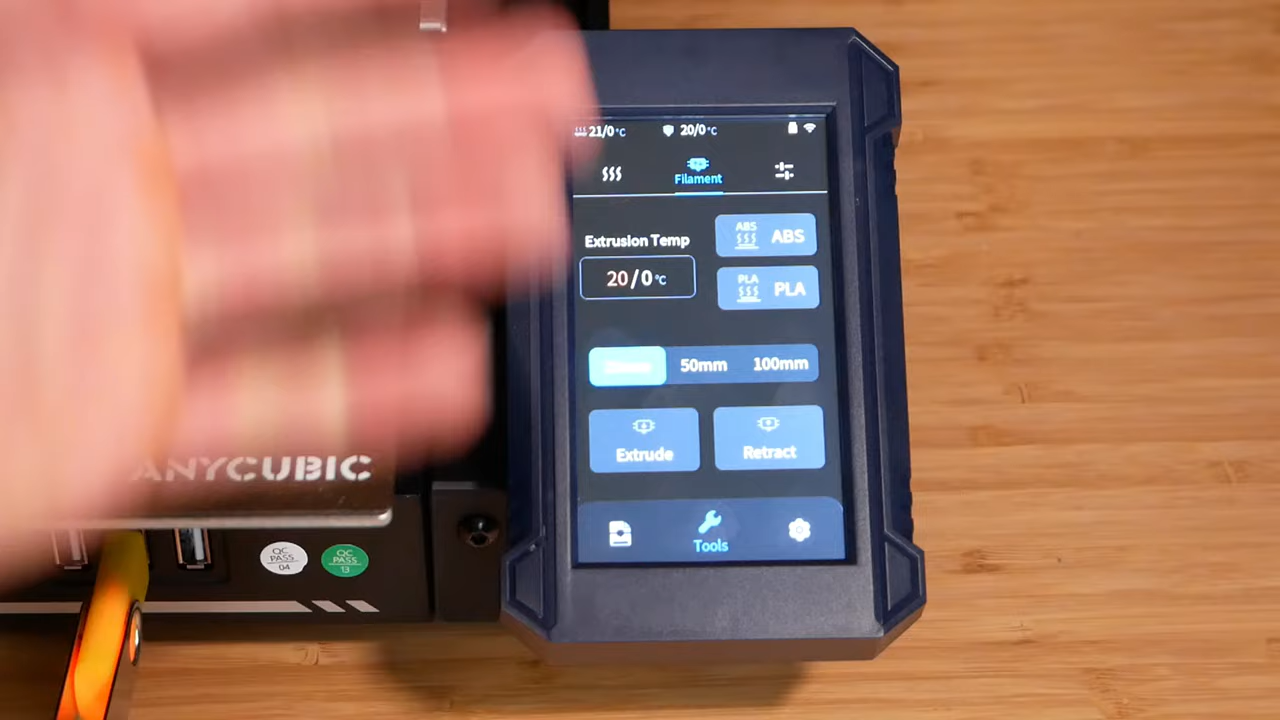 21/0°C 20/0°C
Filament
Extrusion Temp
ABS ABS
20/0°C
PLA PLA
50mm 100mm
Extrude Retract
Tools
ANYCUBIC
QC PASS 04
QC PASS 13